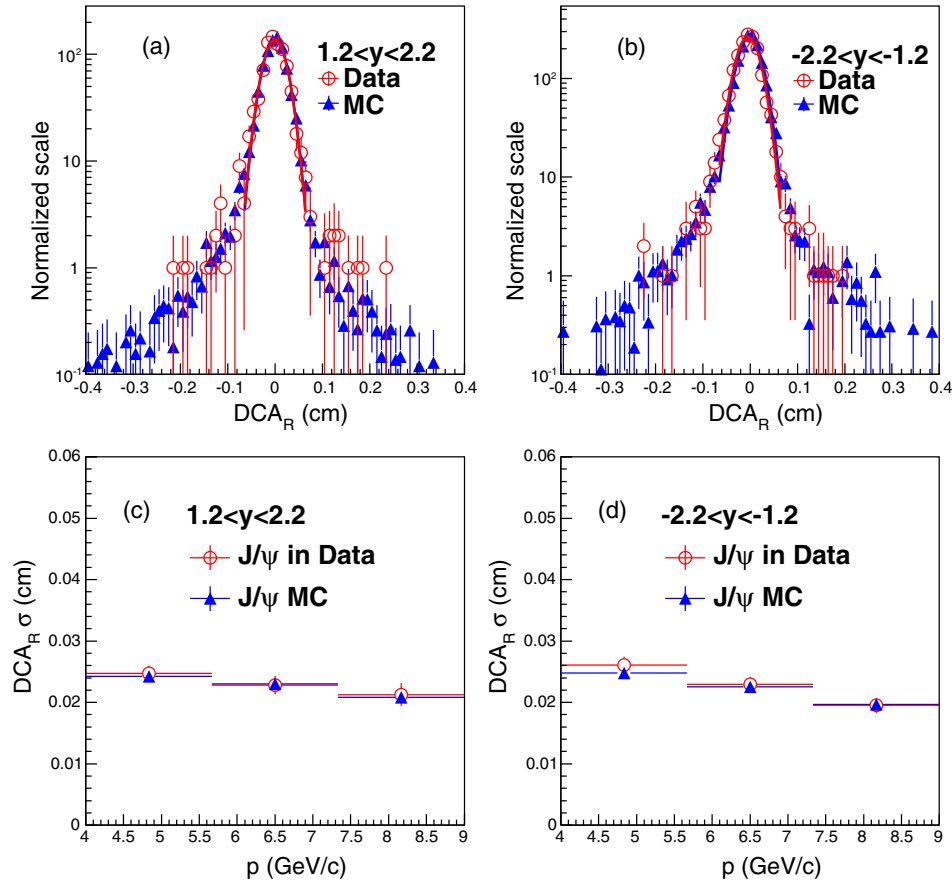 (a)
1.2<y<2.2
Data
MC
Normalized scale
10²
10
1
10⁻¹
-0.4 -0.3 -0.2 -0.1 0 0.1 0.2 0.3 0.4
DCA_R (cm)
(b)
-2.2<y<-1.2
Data
MC
Normalized scale
10²
10
1
10⁻¹
-0.4 -0.3 -0.2 -0.1 0 0.1 0.2 0.3 0.4
DCA_R (cm)
(c)
1.2<y<2.2
J/ψ in Data
J/ψ MC
DCA_R σ (cm)
0.06
0.05
0.04
0.03
0.02
0.01
0
4 4.5 5 5.5 6 6.5 7 7.5 8 8.5 9
p (GeV/c)
(d)
-2.2<y<-1.2
J/ψ in Data
J/ψ MC
DCA_R σ (cm)
0.06
0.05
0.04
0.03
0.02
0.01
0
4 4.5 5 5.5 6 6.5 7 7.5 8 8.5 9
p (GeV/c)